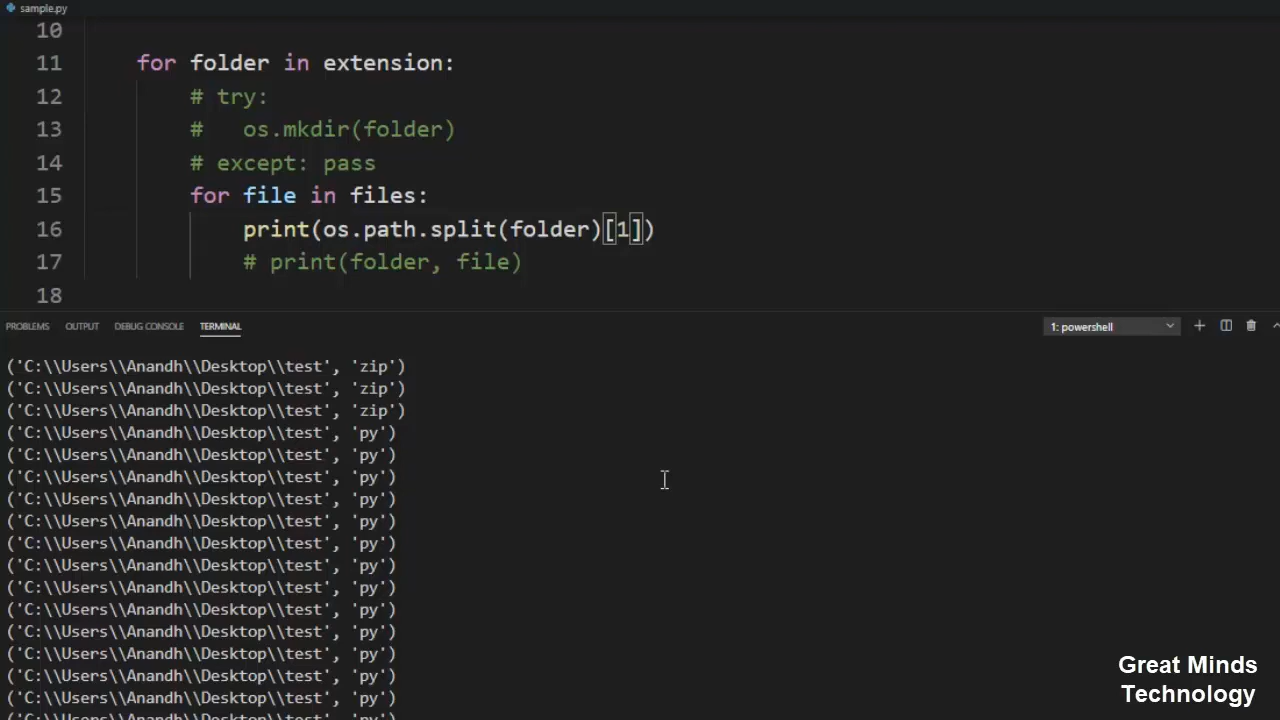 sample.py
10
11 for folder in extension:
12 # try:
13 #   os.mkdir(folder)
14 # except: pass
15 for file in files:
16 print(os.path.split(folder)[1])
17 # print(folder, file)
18
PROBLEMS OUTPUT DEBUG CONSOLE TERMINAL 1: powershell
('C:\\Users\\Anandh\\Desktop\\test', 'zip')
('C:\\Users\\Anandh\\Desktop\\test', 'zip')
('C:\\Users\\Anandh\\Desktop\\test', 'zip')
('C:\\Users\\Anandh\\Desktop\\test', 'py')
('C:\\Users\\Anandh\\Desktop\\test', 'py')
('C:\\Users\\Anandh\\Desktop\\test', 'py')
('C:\\Users\\Anandh\\Desktop\\test', 'py')
('C:\\Users\\Anandh\\Desktop\\test', 'py')
('C:\\Users\\Anandh\\Desktop\\test', 'py')
('C:\\Users\\Anandh\\Desktop\\test', 'py')
('C:\\Users\\Anandh\\Desktop\\test', 'py')
('C:\\Users\\Anandh\\Desktop\\test', 'py')
('C:\\Users\\Anandh\\Desktop\\test', 'py')
('C:\\Users\\Anandh\\Desktop\\test', 'py')
('C:\\Users\\Anandh\\Desktop\\test', 'py')
('C:\\Users\\Anandh\\Desktop\\test', 'py')
Great Minds
Technology